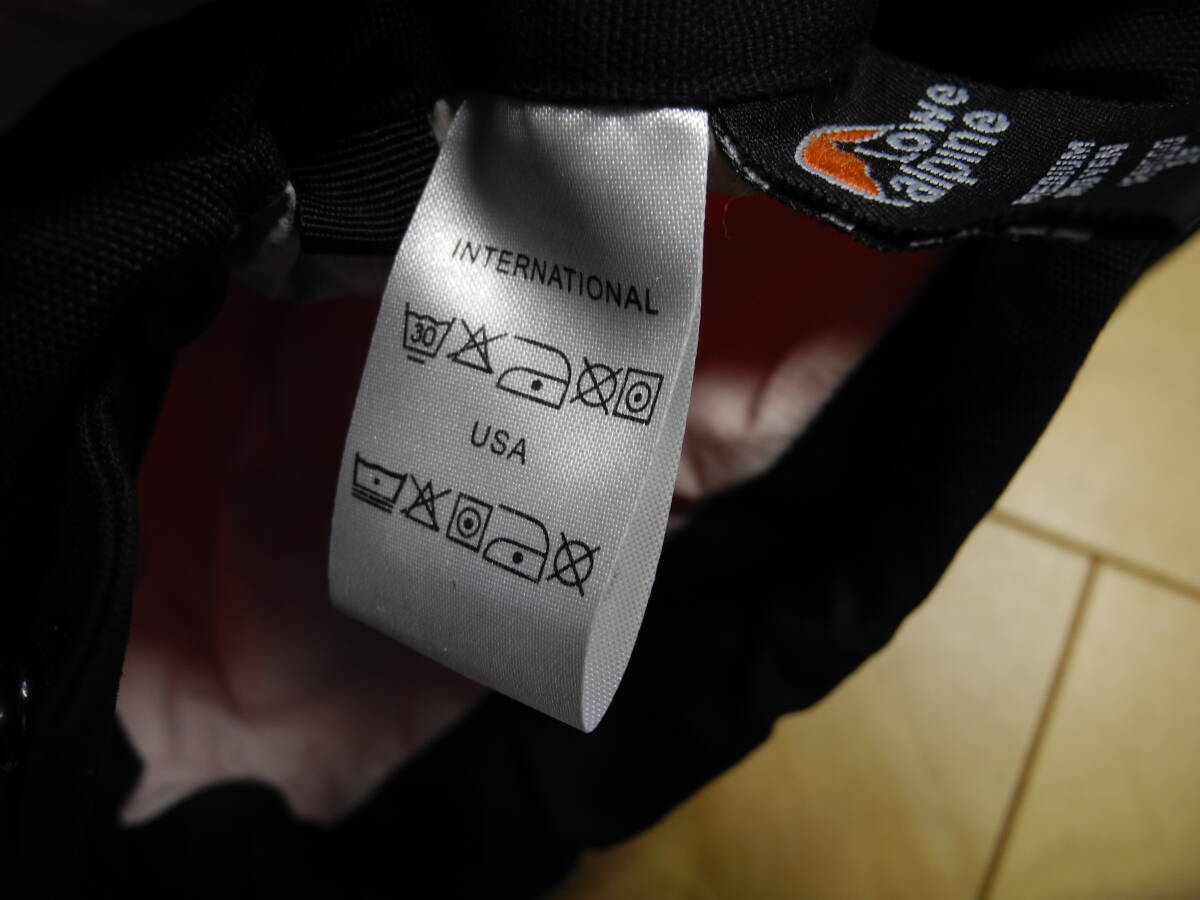 lowe
alpine
INTERNATIONAL
30
USA